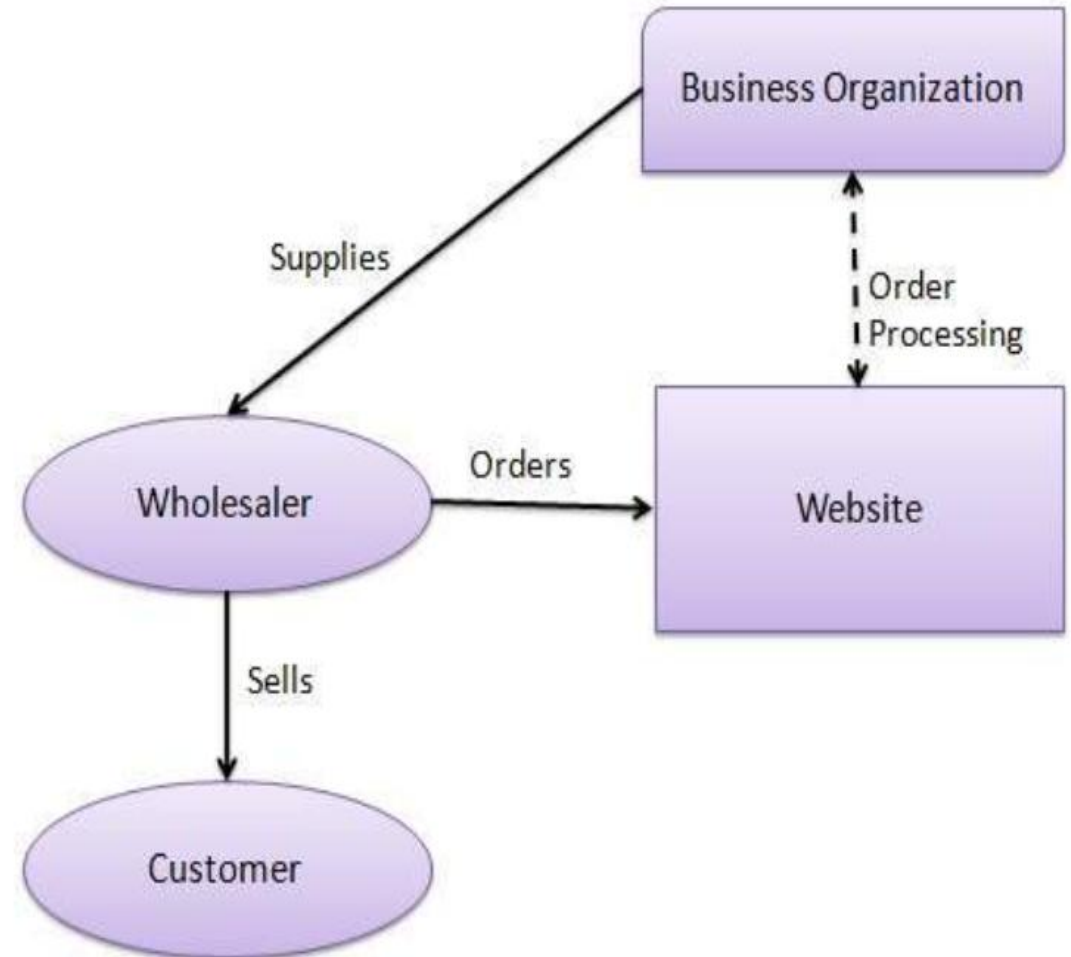 Business Organization
Supplies
Order
Processing
Wholesaler
Orders
Website
Sells
Customer